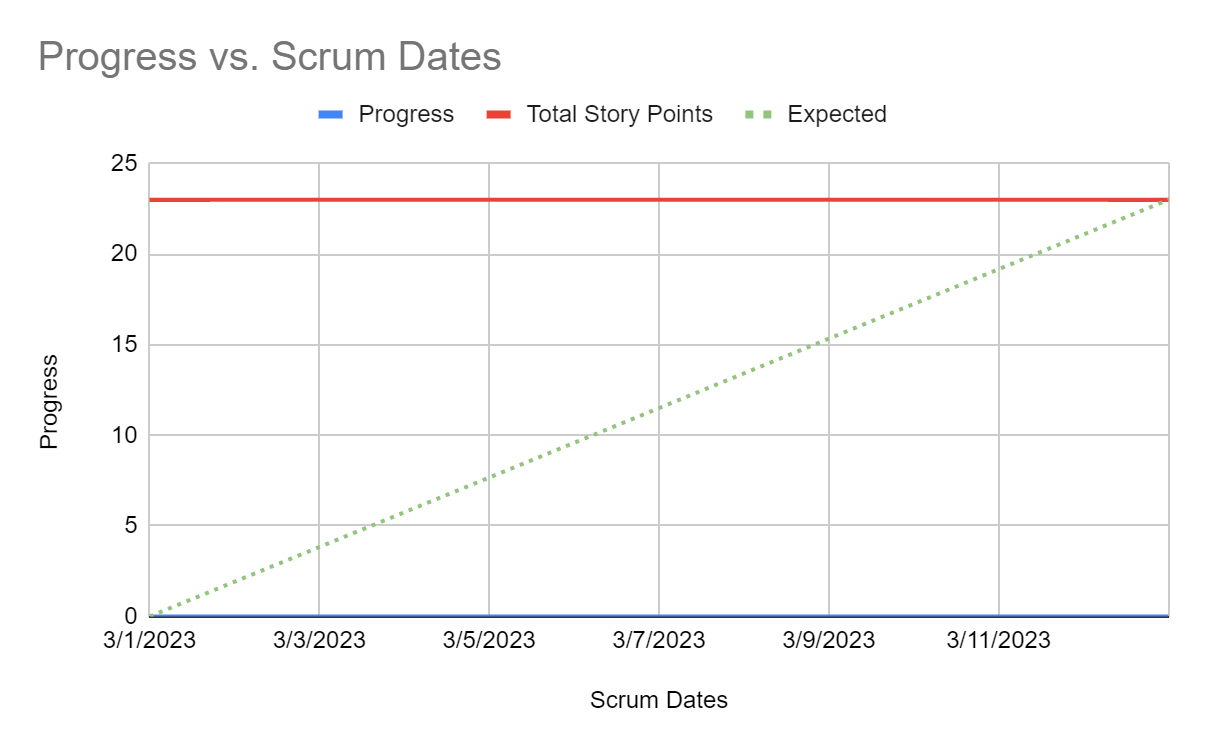 Progress vs. Scrum Dates
Progress Total Story Points Expected
25
20
15
10
5
0
Progress
3/1/2023 3/3/2023 3/5/2023 3/7/2023 3/9/2023 3/11/2023
Scrum Dates